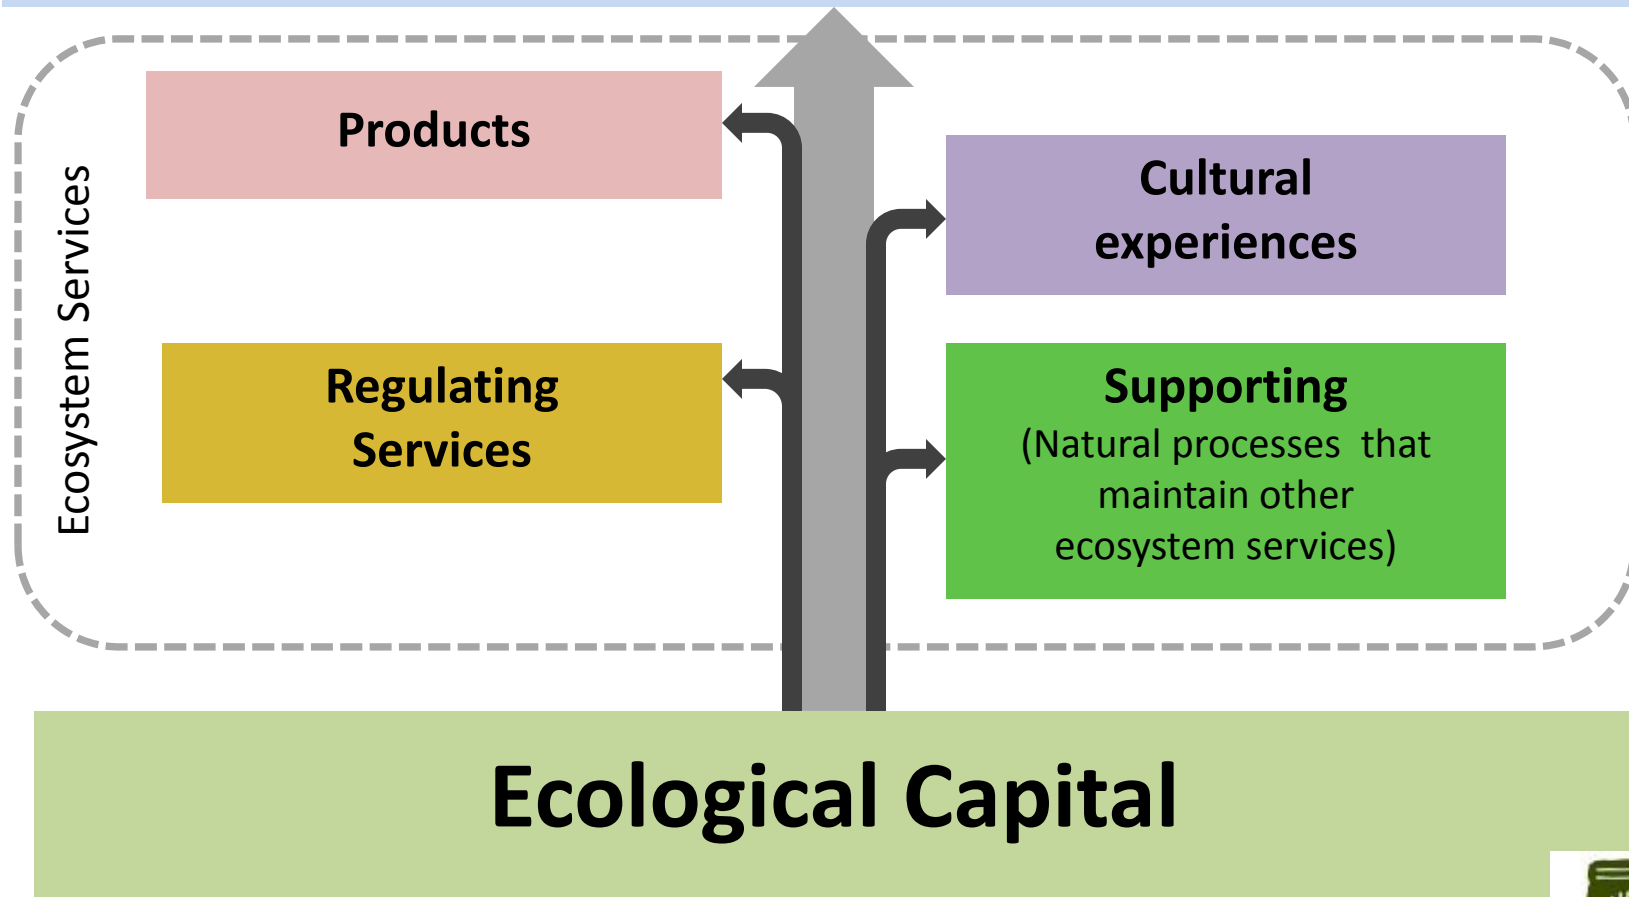 Products
Cultural
experiences
Ecosystem Services
Regulating
Services
Supporting
(Natural processes  that
maintain other
ecosystem services)
Ecological Capital